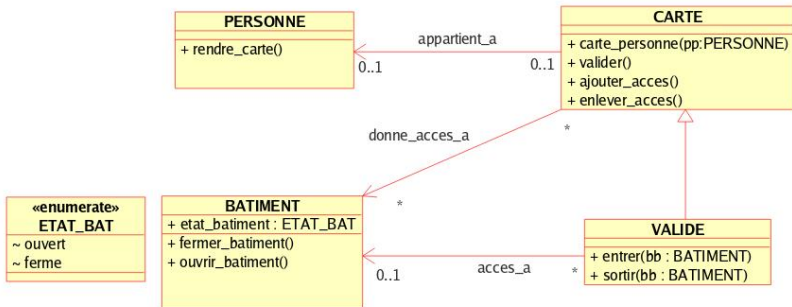 PERSONNE
+ rendre_carte()
appartient_a
0..1
0..1
CARTE
+ carte_personne(pp:PERSONNE)
+ valider()
+ ajouter_acces()
+ enlever_acces()
donne_acces_a
*
*
«enumerate»
ETAT_BAT
~ ouvert
~ ferme
BATIMENT
+ etat_batiment : ETAT_BAT
+ fermer_batiment()
+ ouvrir_batiment()
0..1
acces_a
*
VALIDE
+ entrer(bb : BATIMENT)
+ sortir(bb : BATIMENT)